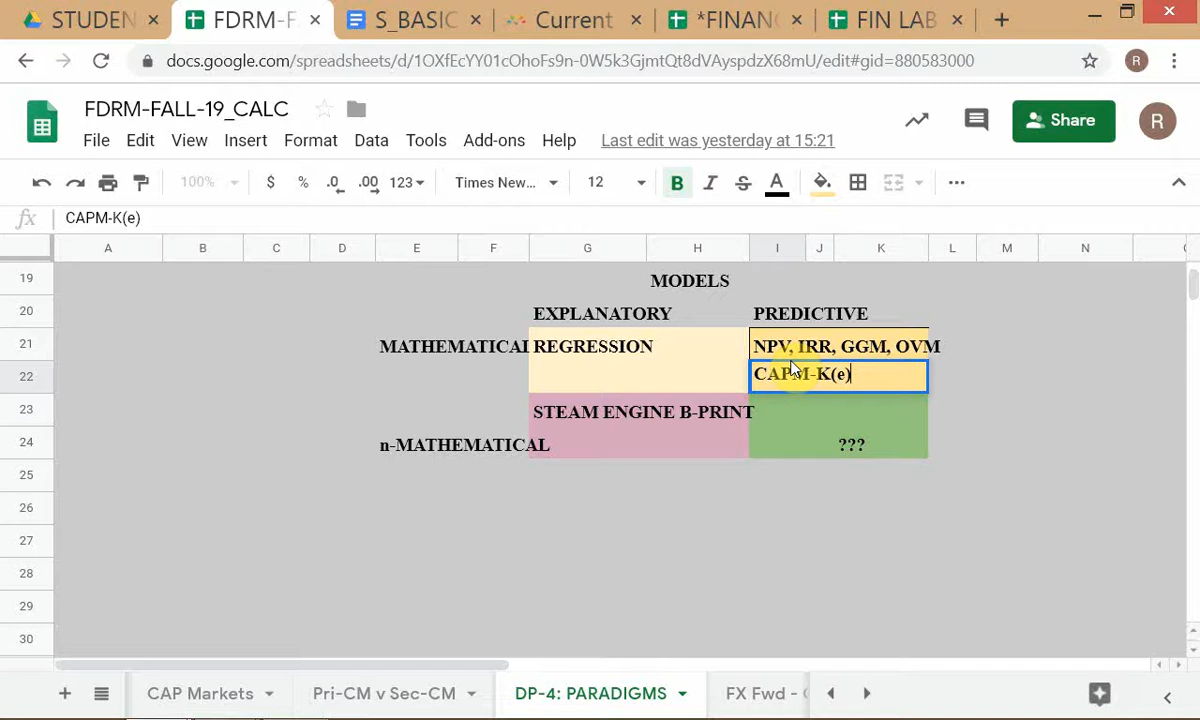 STUDEN
FDRM-F
S_BASIC
Current
*FINANC
FIN LAB
docs.google.com/spreadsheets/d/1OXfEcYY01cOhoFs9n-0W5k3GjmtQt8dVAyspdzX68mU/edit#gid=880583000
R
FDRM-FALL-19_CALC
File Edit View Insert Format Data Tools Add-ons Help Last edit was yesterday at 15:21
Share
R
100% $ % .0 .00 123 Times New... 12 B I S A
fx CAPM-K(e)
A B C D E F G H I J K L M N
19 MODELS
20 EXPLANATORY PREDICTIVE
21 MATHEMATICAL REGRESSION NPV, IRR, GGM, OVM
22 CAPM-K(e)
23 STEAM ENGINE B-PRINT
24 n-MATHEMATICAL ???
25
26
27
28
29
30
CAP Markets Pri-CM v Sec-CM DP-4: PARADIGMS FX Fwd -